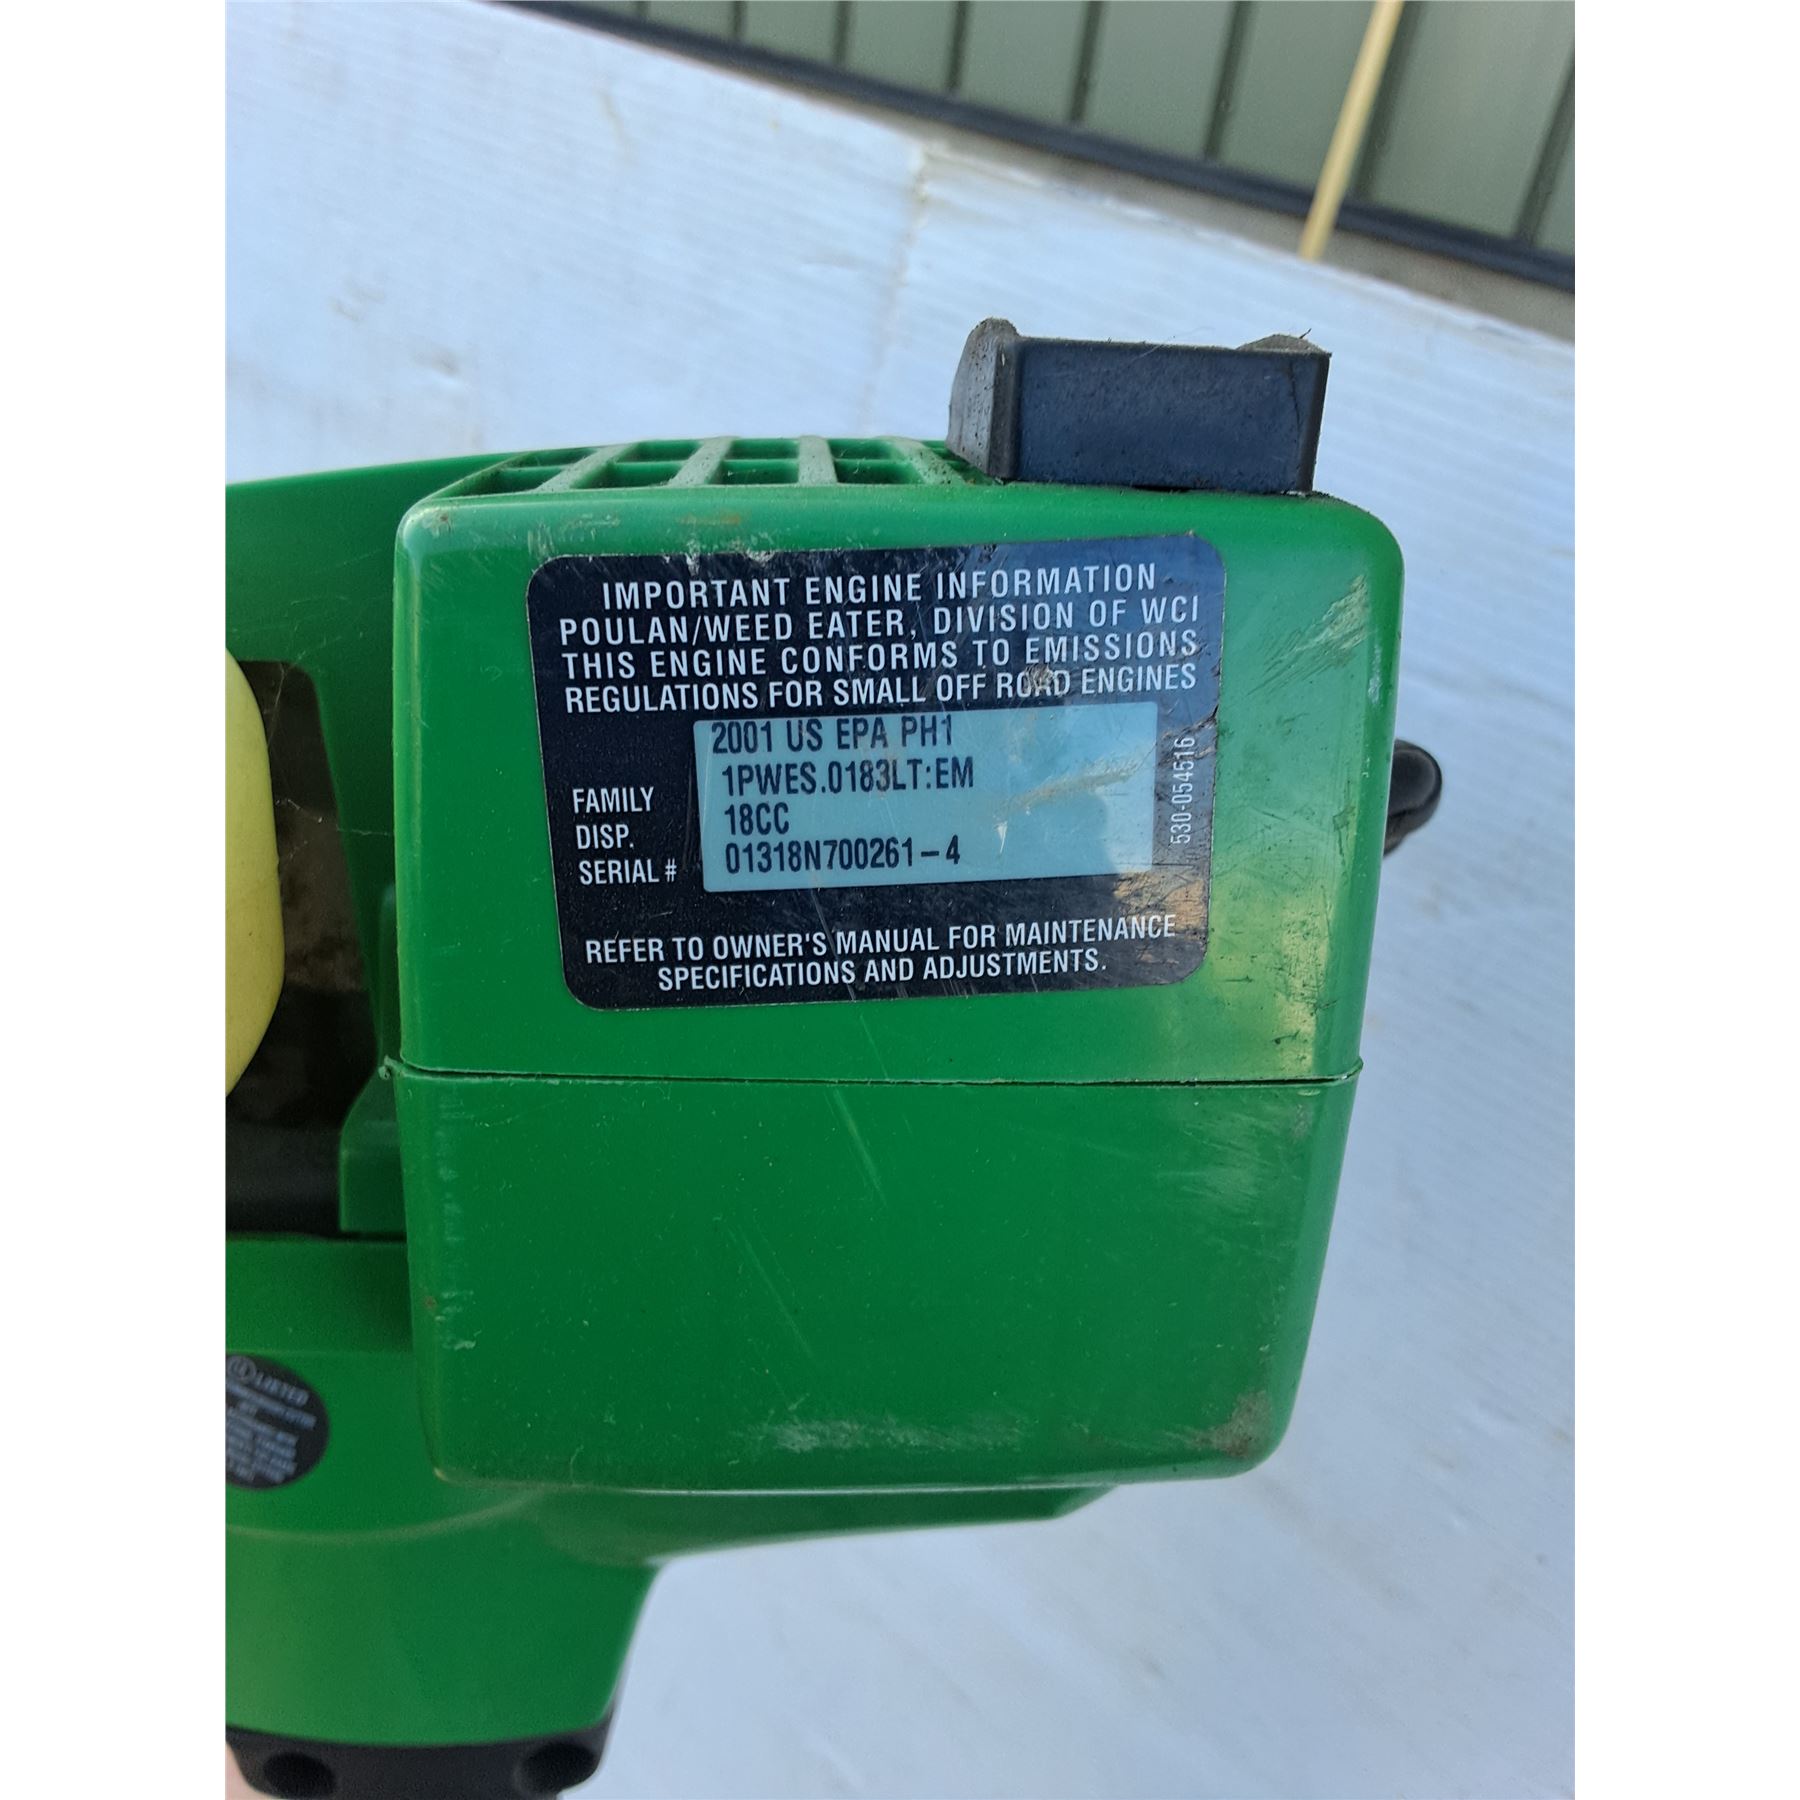 IMPORTANT ENGINE INFORMATION
POULAN/WEED EATER, DIVISION OF WCI
THIS ENGINE CONFORMS TO EMISSIONS
REGULATIONS FOR SMALL OFF ROAD ENGINES
2001 US EPA PH1
FAMILY 1PWES.0183LT:EM
DISP. 18CC
SERIAL # 01318N700261-4
530-054516
REFER TO OWNER'S MANUAL FOR MAINTENANCE
SPECIFICATIONS AND ADJUSTMENTS.
LISTED